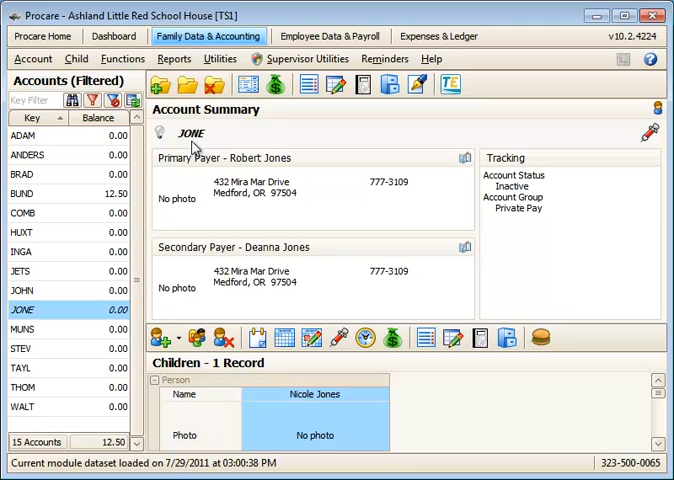 Procare - Ashland Little Red School House [TS1]
Procare Home Dashboard Family Data & Accounting Employee Data & Payroll Expenses & Ledger v10.2.4224
Account Child Functions Reports Utilities Supervisor Utilities Reminders Help
Accounts (Filtered)
Key Filter
Key Balance
ADAM 0.00
ANDERS 0.00
BRAD 0.00
BUND 12.50
COMB 0.00
HUXT 0.00
INGA 0.00
JETS 0.00
JOHN 0.00
JONE 0.00
MUNS 0.00
STEV 0.00
TAYL 0.00
THOM 0.00
WALT 0.00
15 Accounts 12.50
TE
Account Summary
JONE
Primary Payer - Robert Jones
No photo
432 Mira Mar Drive 777-3109
Medford, OR 97504
Secondary Payer - Deanna Jones
No photo
432 Mira Mar Drive 777-3109
Medford, OR 97504
Tracking
Account Status
Inactive
Account Group
Private Pay
Children - 1 Record
Person
Name Nicole Jones
Photo No photo
Current module dataset loaded on 7/29/2011 at 03:00:38 PM 323-500-0065